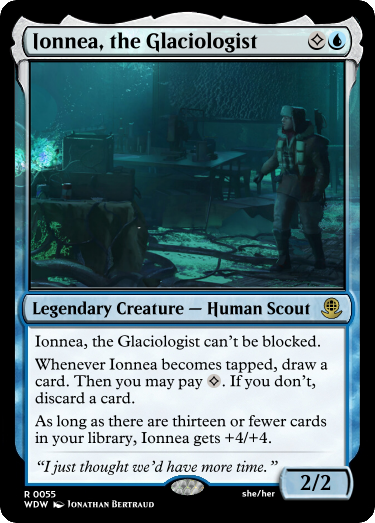 Ionnea, the Glaciologist
Legendary Creature — Human Scout
Ionnea, the Glaciologist can't be blocked.
Whenever Ionnea becomes tapped, draw a
card. Then you may pay. If you don't,
discard a card.
As long as there are thirteen or fewer cards
in your library, Ionnea gets +4/+4.
“I just thought we’d have more time.”
2/2
R 0055
WDW Jonathan Bertraud
she/her